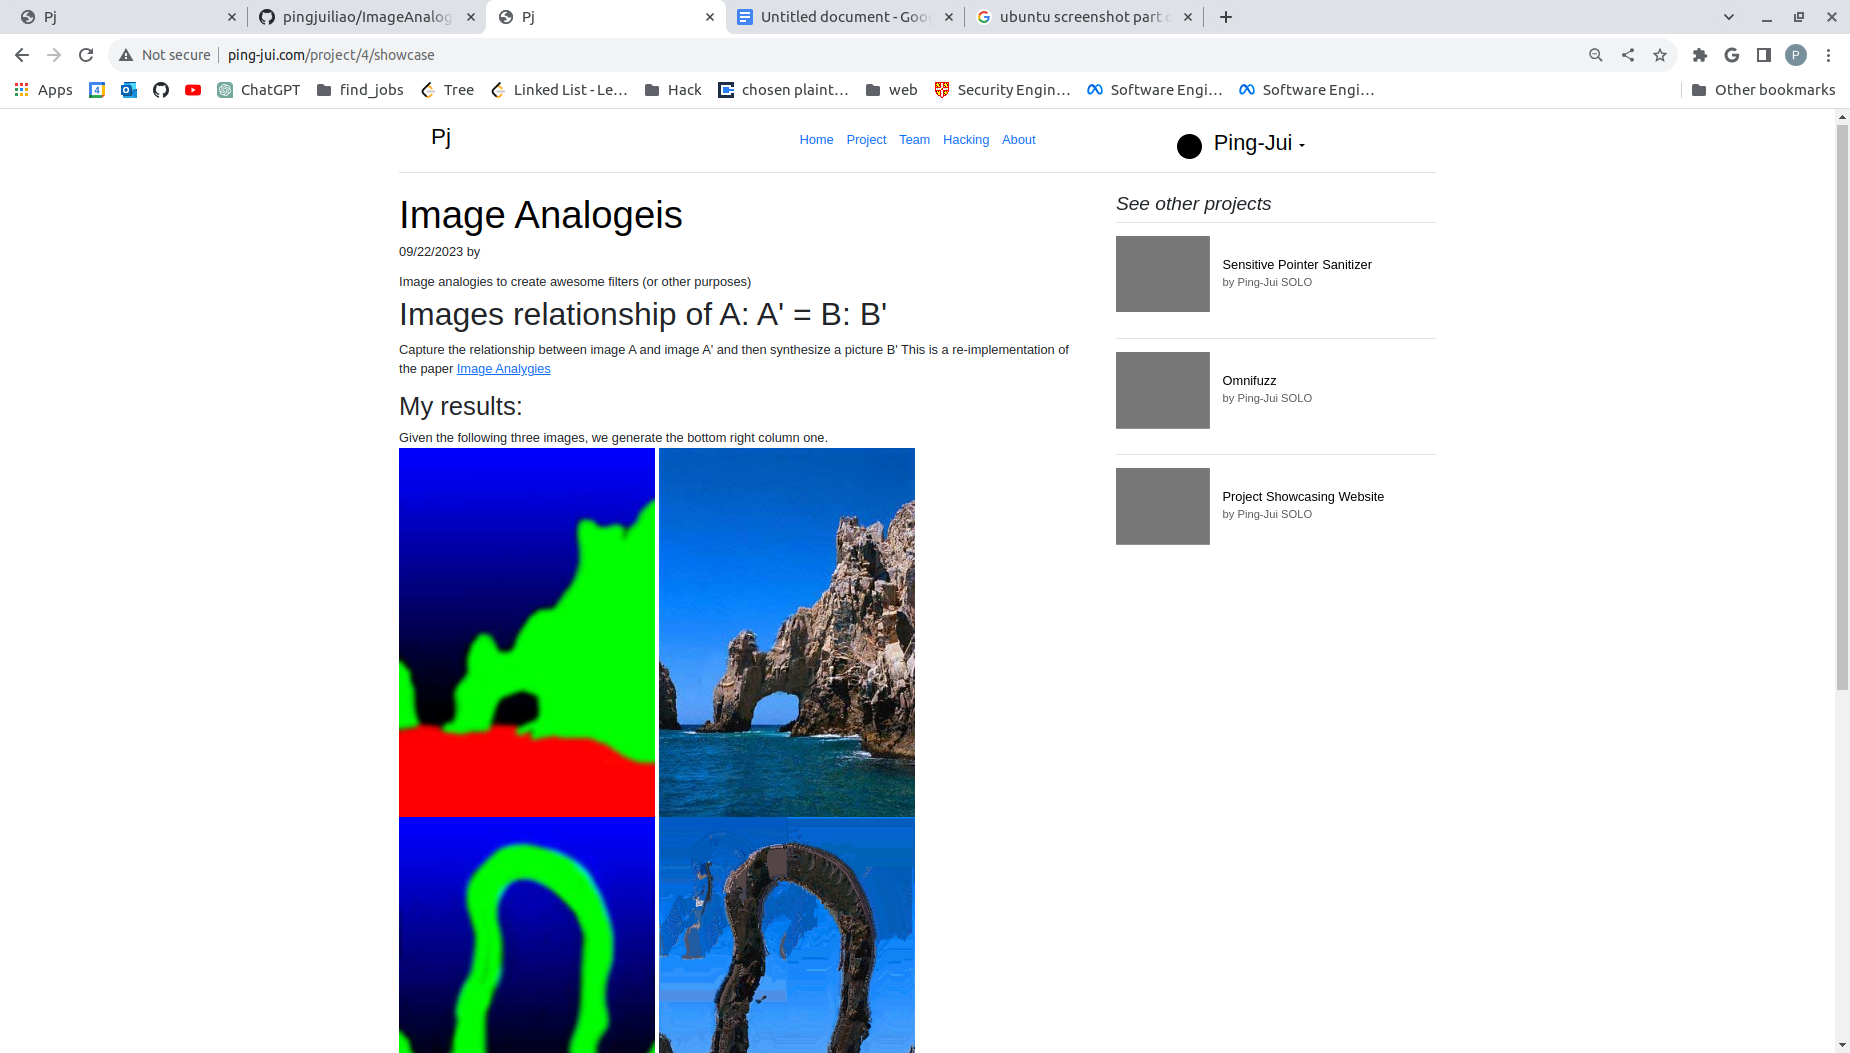 Pj
pingjuiliao/ImageAnalog
Pj
Untitled document - Goo
ubuntu screenshot part o
Not secure
ping-jui.com/project/4/showcase
P
Apps
4
ChatGPT
find_jobs
Tree
Linked List - Le...
Hack
chosen plaint...
web
Security Engin...
Software Engi...
Software Engi...
Other bookmarks
Pj
Home
Project
Team
Hacking
About
Ping-Jui
Image Analogeis
09/22/2023 by
Image analogies to create awesome filters (or other purposes)
Images relationship of A: A' = B: B'
Capture the relationship between image A and image A' and then synthesize a picture B' This is a re-implementation of
the paper Image Analygies
My results:
Given the following three images, we generate the bottom right column one.
See other projects
Sensitive Pointer Sanitizer
by Ping-Jui SOLO
Omnifuzz
by Ping-Jui SOLO
Project Showcasing Website
by Ping-Jui SOLO